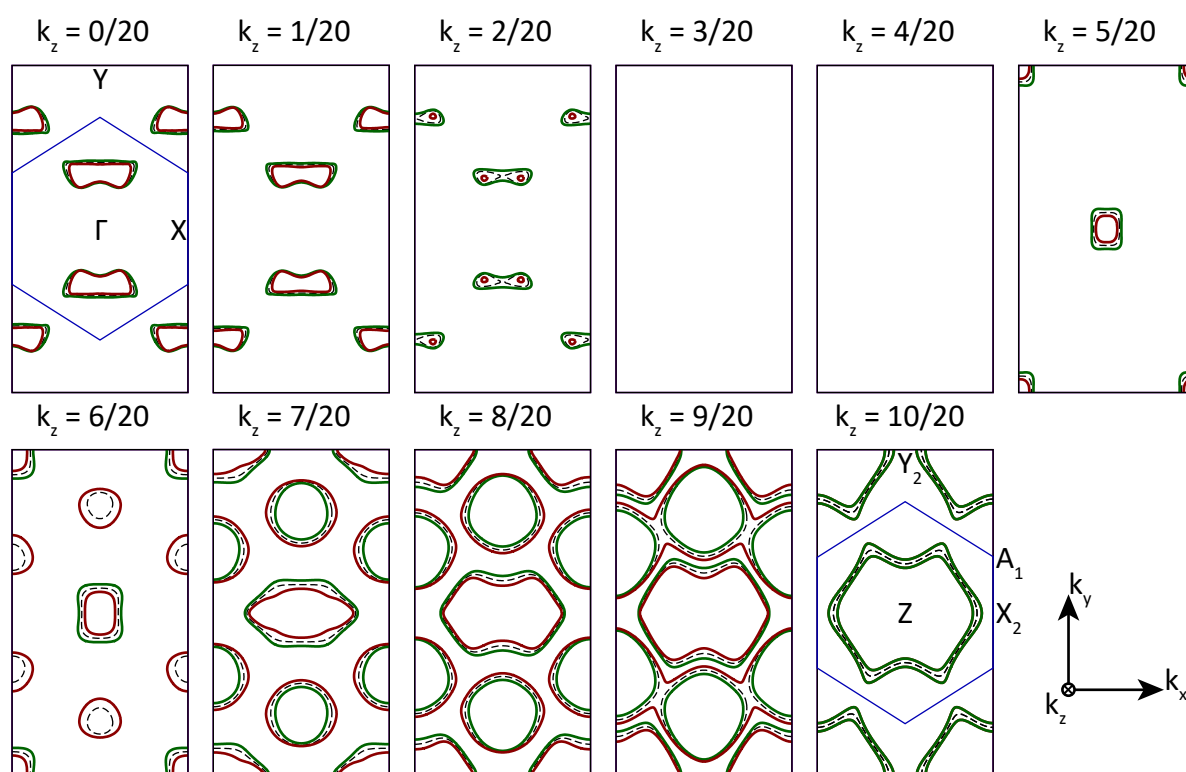 k_z = 0/20
k_z = 1/20
k_z = 2/20
k_z = 3/20
k_z = 4/20
k_z = 5/20
Y
Γ
X
k_z = 6/20
k_z = 7/20
k_z = 8/20
k_z = 9/20
k_z = 10/20
Y_2
A_1
Z
X_2
k_y
k_x
k_z